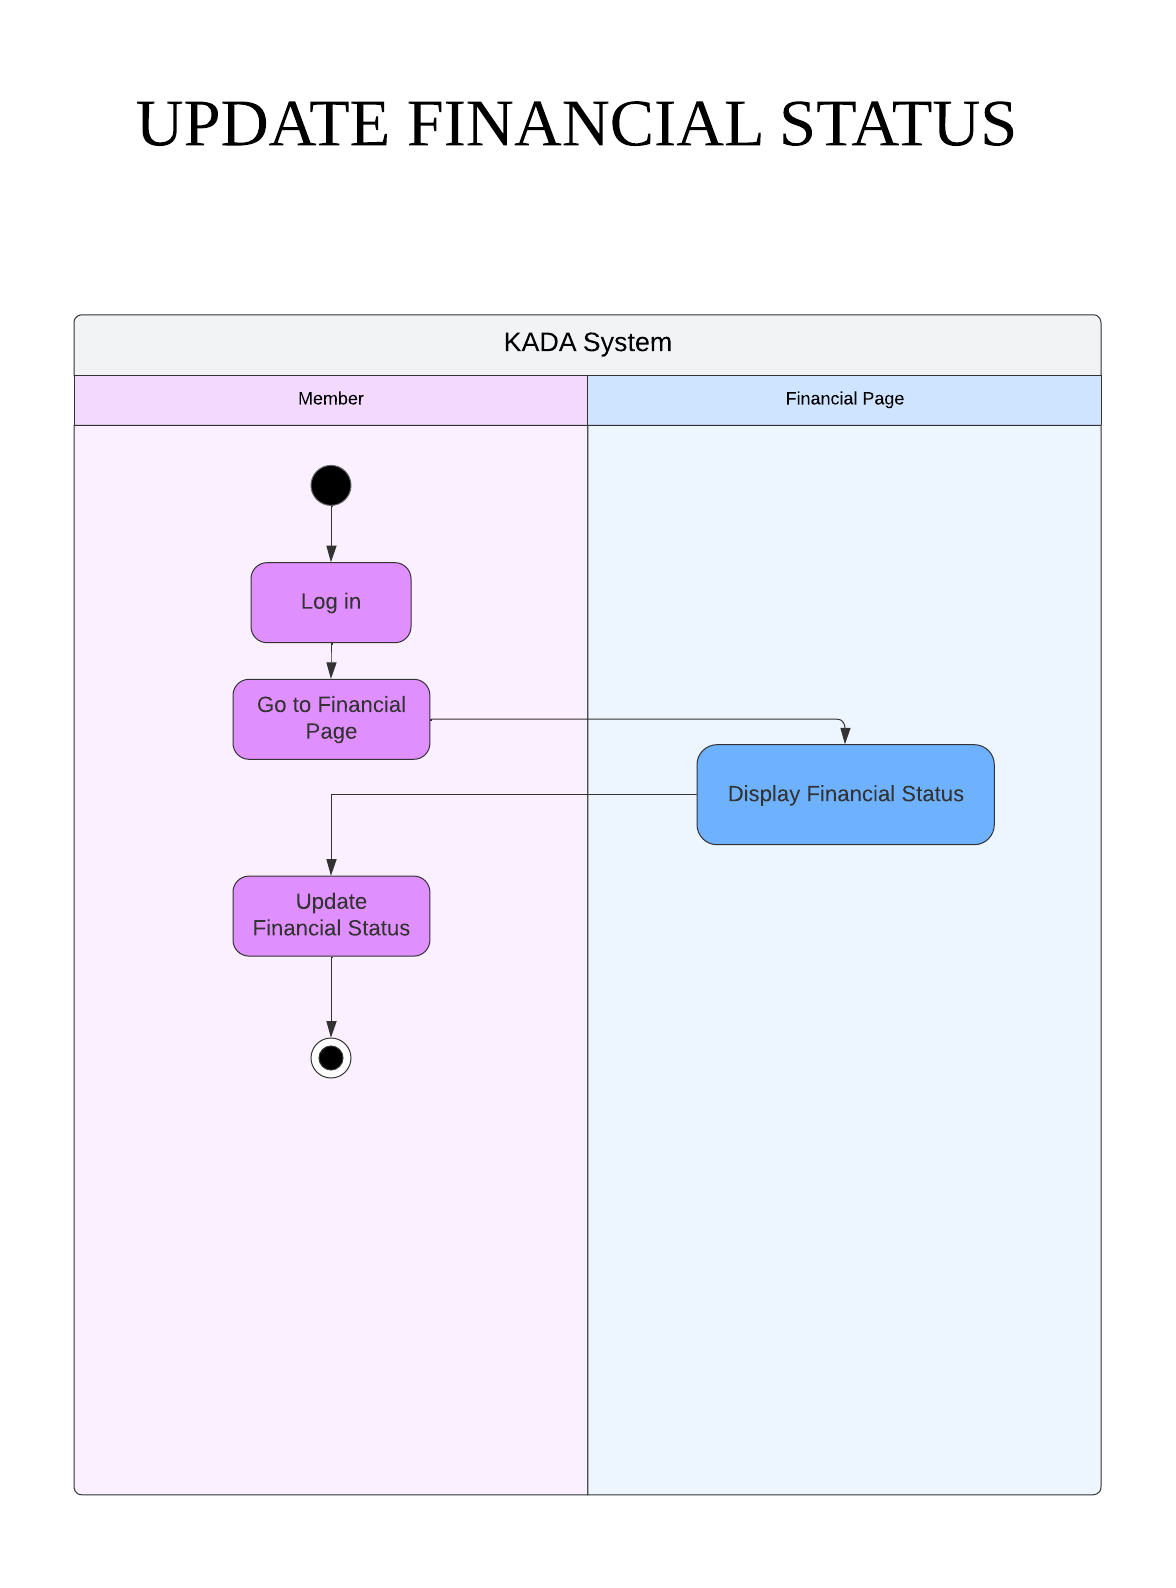 UPDATE FINANCIAL STATUS
KADA System
Member
Financial Page
Log in
Go to Financial
Page
Display Financial Status
Update
Financial Status